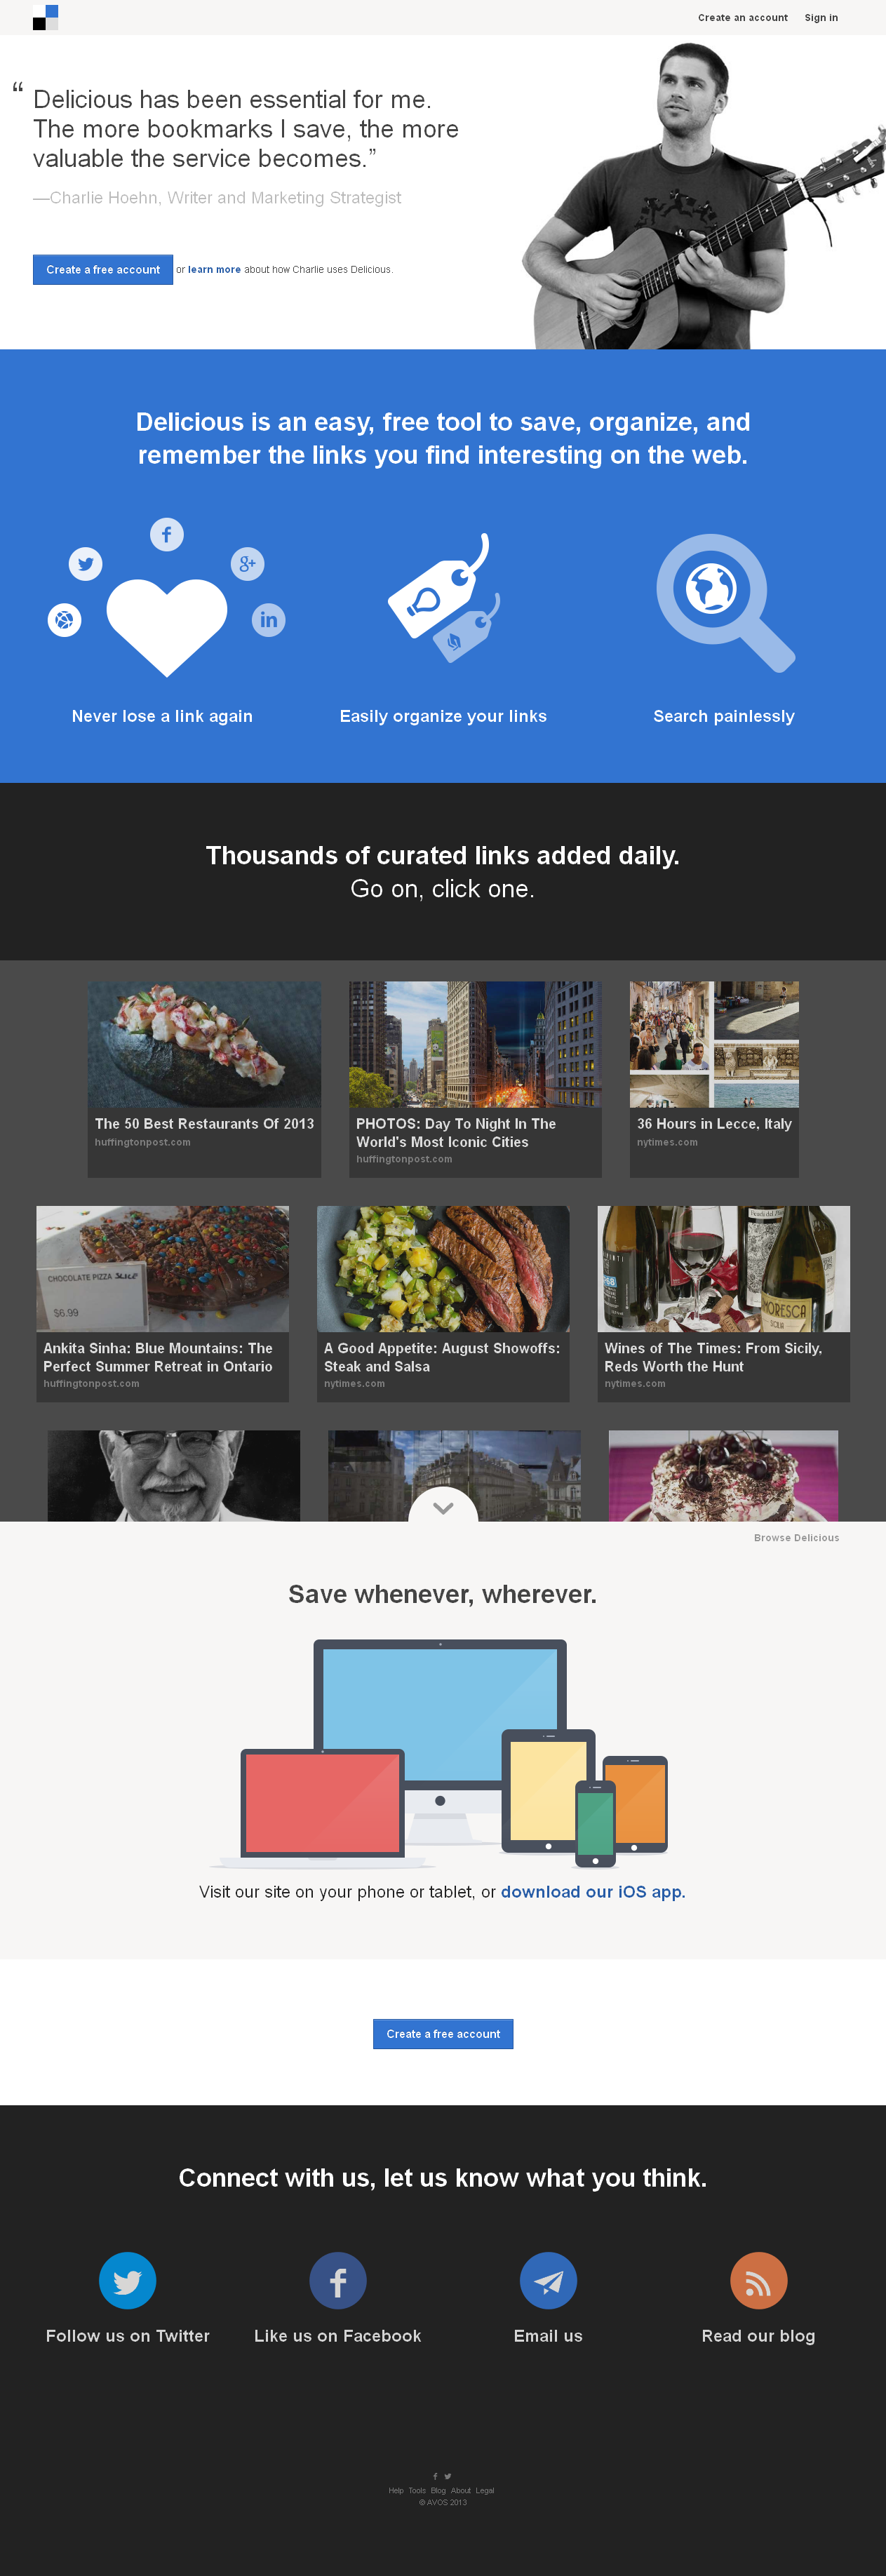 Create an account Sign in
“ Delicious has been essential for me.
The more bookmarks I save, the more
valuable the service becomes.”
—Charlie Hoehn, Writer and Marketing Strategist
Create a free account or learn more about how Charlie uses Delicious.
Delicious is an easy, free tool to save, organize, and
remember the links you find interesting on the web.
f
g+
in
Never lose a link again
Easily organize your links
Search painlessly
Thousands of curated links added daily.
Go on, click one.
The 50 Best Restaurants Of 2013
huffingtonpost.com
PHOTOS: Day To Night In The
World's Most Iconic Cities
huffingtonpost.com
36 Hours in Lecce, Italy
nytimes.com
CHOCOLATE PIZZA SLICE
$6.99
Ankita Sinha: Blue Mountains: The
Perfect Summer Retreat in Ontario
huffingtonpost.com
A Good Appetite: August Showoffs:
Steak and Salsa
nytimes.com
MORESCA
Wines of The Times: From Sicily,
Reds Worth the Hunt
nytimes.com
Browse Delicious
Save whenever, wherever.
Visit our site on your phone or tablet, or download our iOS app.
Create a free account
Connect with us, let us know what you think.
f
Follow us on Twitter
Like us on Facebook
Email us
Read our blog
f
Help Tools Blog About Legal
© AVOS 2013